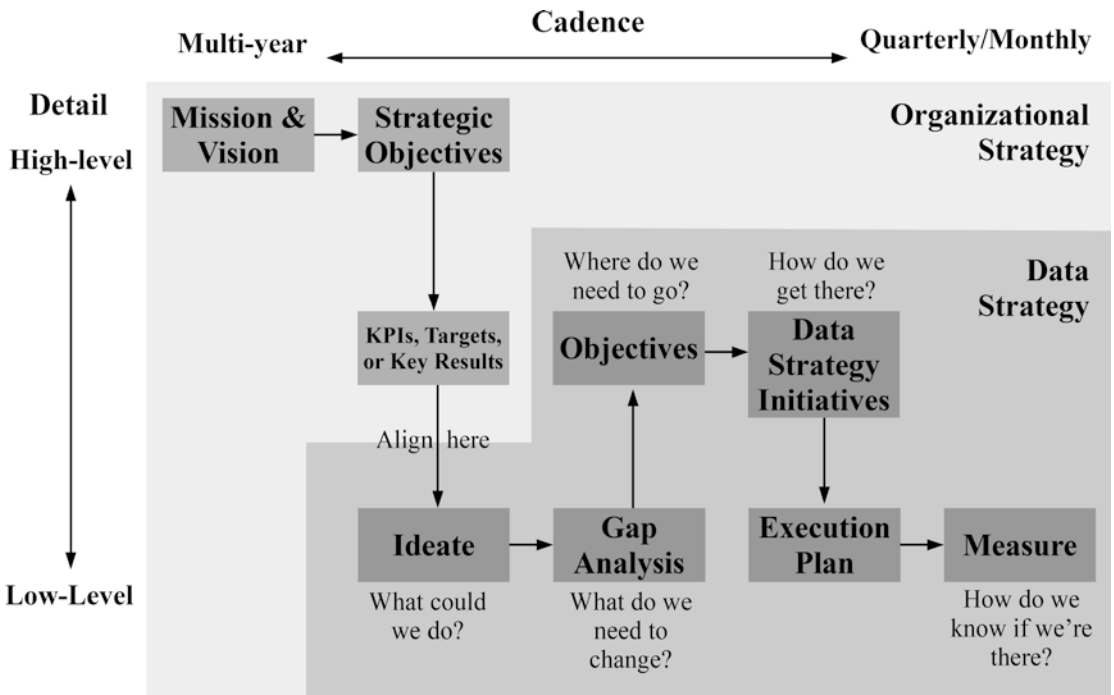 Cadence
Multi-year
Quarterly/Monthly
Detail
High-level
Low-Level
Organizational
Strategy
Mission &
Vision
Strategic
Objectives
KPIs, Targets,
or Key Results
Align here
Data
Strategy
Where do we
need to go?
Objectives
How do we
get there?
Data
Strategy
Initiatives
Ideate
What could
we do?
Gap
Analysis
What do we
need to
change?
Execution
Plan
Measure
How do we
know if we’re
there?